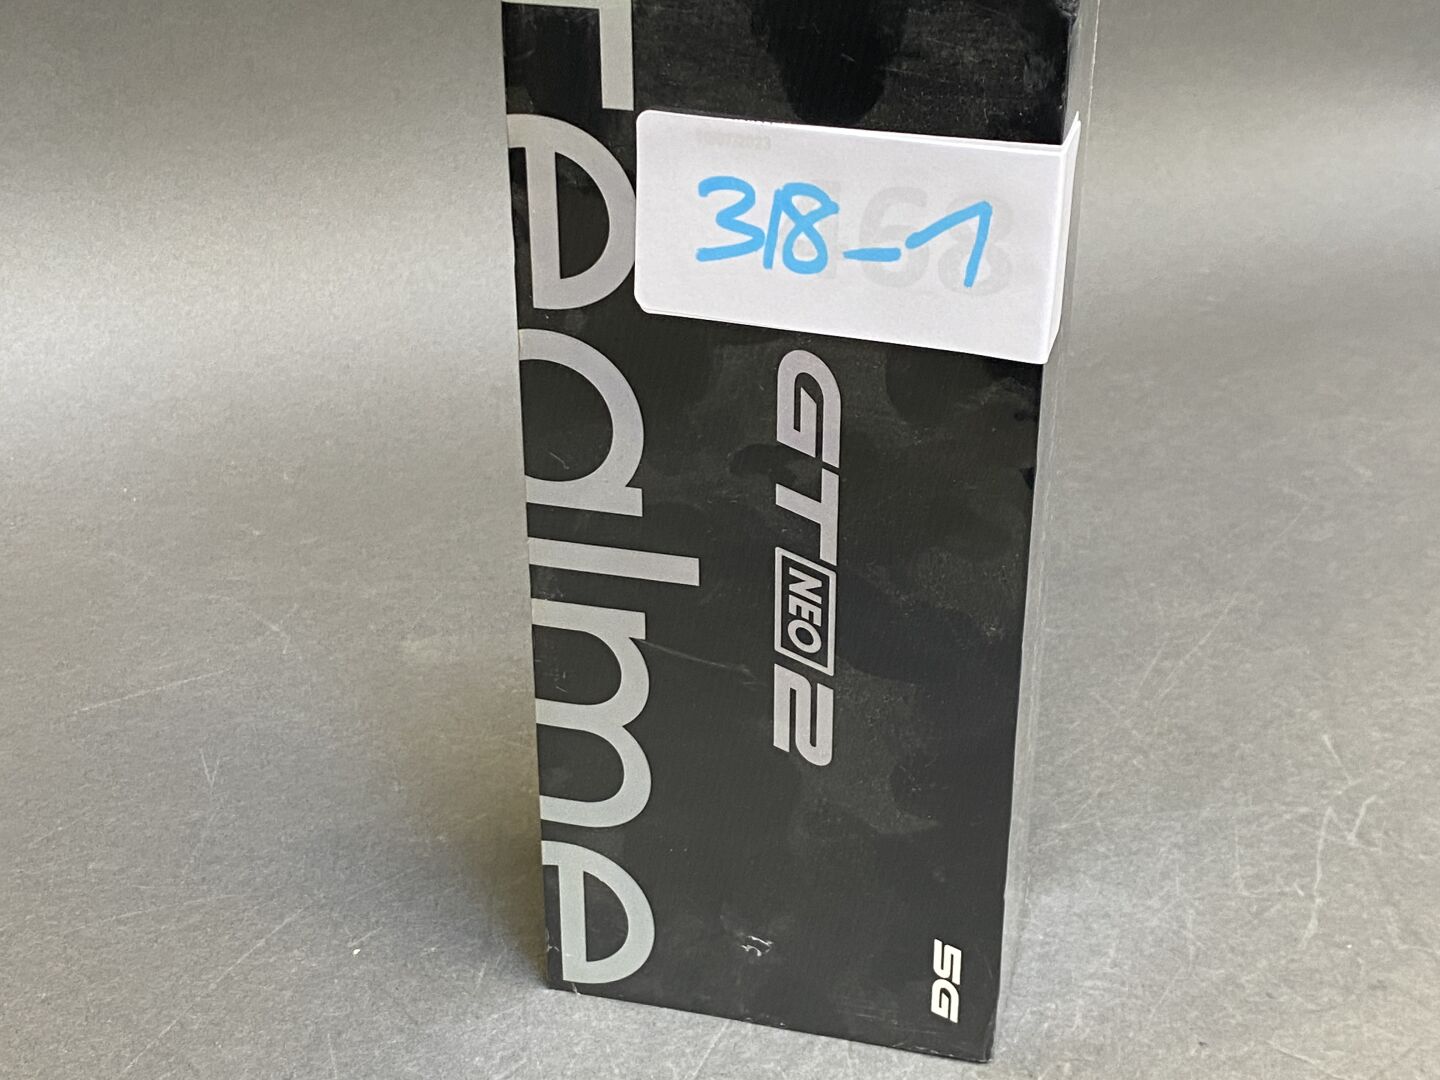 realme
318-1
GT NEO 2
5G